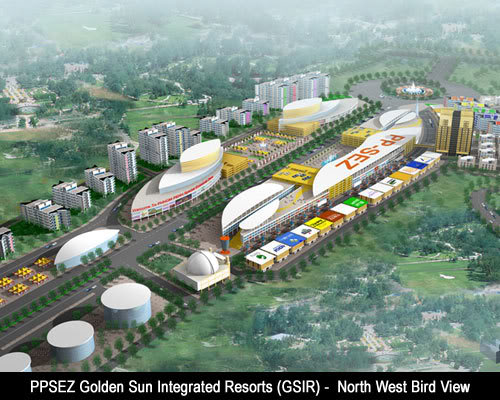 PP-SEZ
PPSEZ Golden Sun Integrated Resorts (GSIR) - North West Bird View